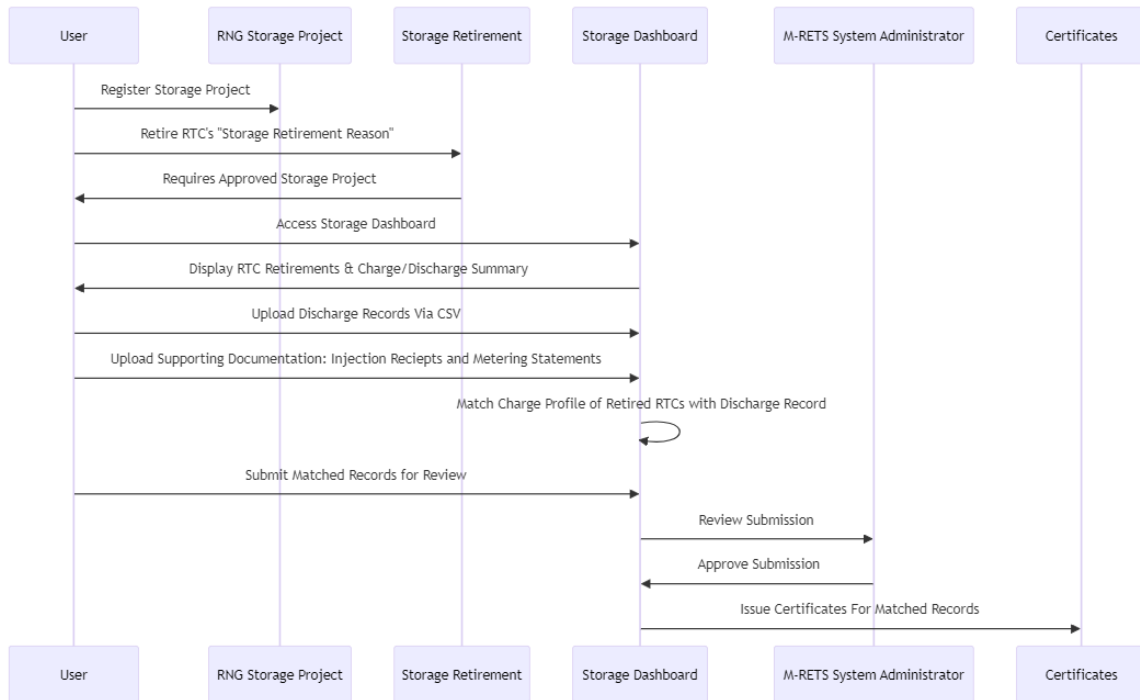 User
RNG Storage Project
Storage Retirement
Storage Dashboard
M-RETS System Administrator
Certificates
Register Storage Project
Retire RTC's "Storage Retirement Reason"
Requires Approved Storage Project
Access Storage Dashboard
Display RTC Retirements & Charge/Discharge Summary
Upload Discharge Records Via CSV
Upload Supporting Documentation: Injection Reciepts and Metering Statements
Match Charge Profile of Retired RTCs with Discharge Record
Submit Matched Records for Review
Review Submission
Approve Submission
Issue Certificates For Matched Records
User
RNG Storage Project
Storage Retirement
Storage Dashboard
M-RETS System Administrator
Certificates